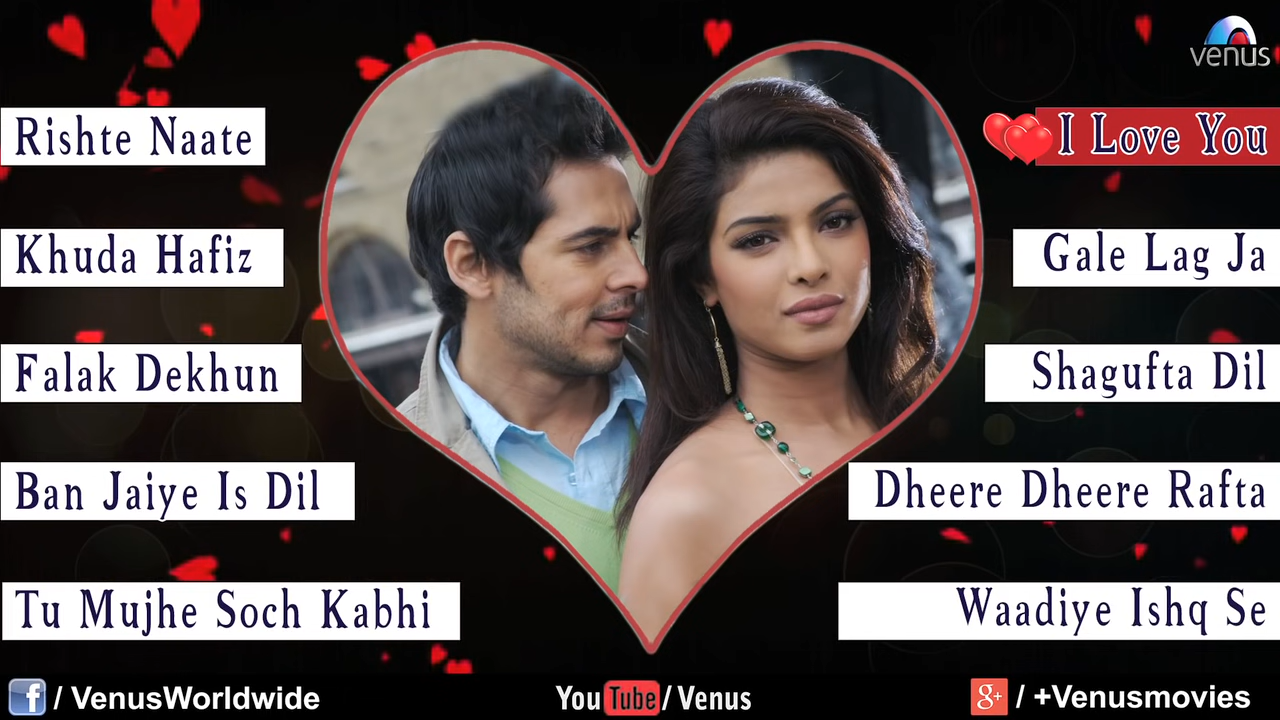 venus
Rishte Naate
I Love You
Khuda Hafiz
Gale Lag Ja
Falak Dekhun
Shagufta Dil
Ban Jaiye Is Dil
Dheere Dheere Rafta
Tu Mujhe Soch Kabhi
Waadiye Ishq Se
f / VenusWorldwide
YouTube / Venus
g+ / +Venusmovies